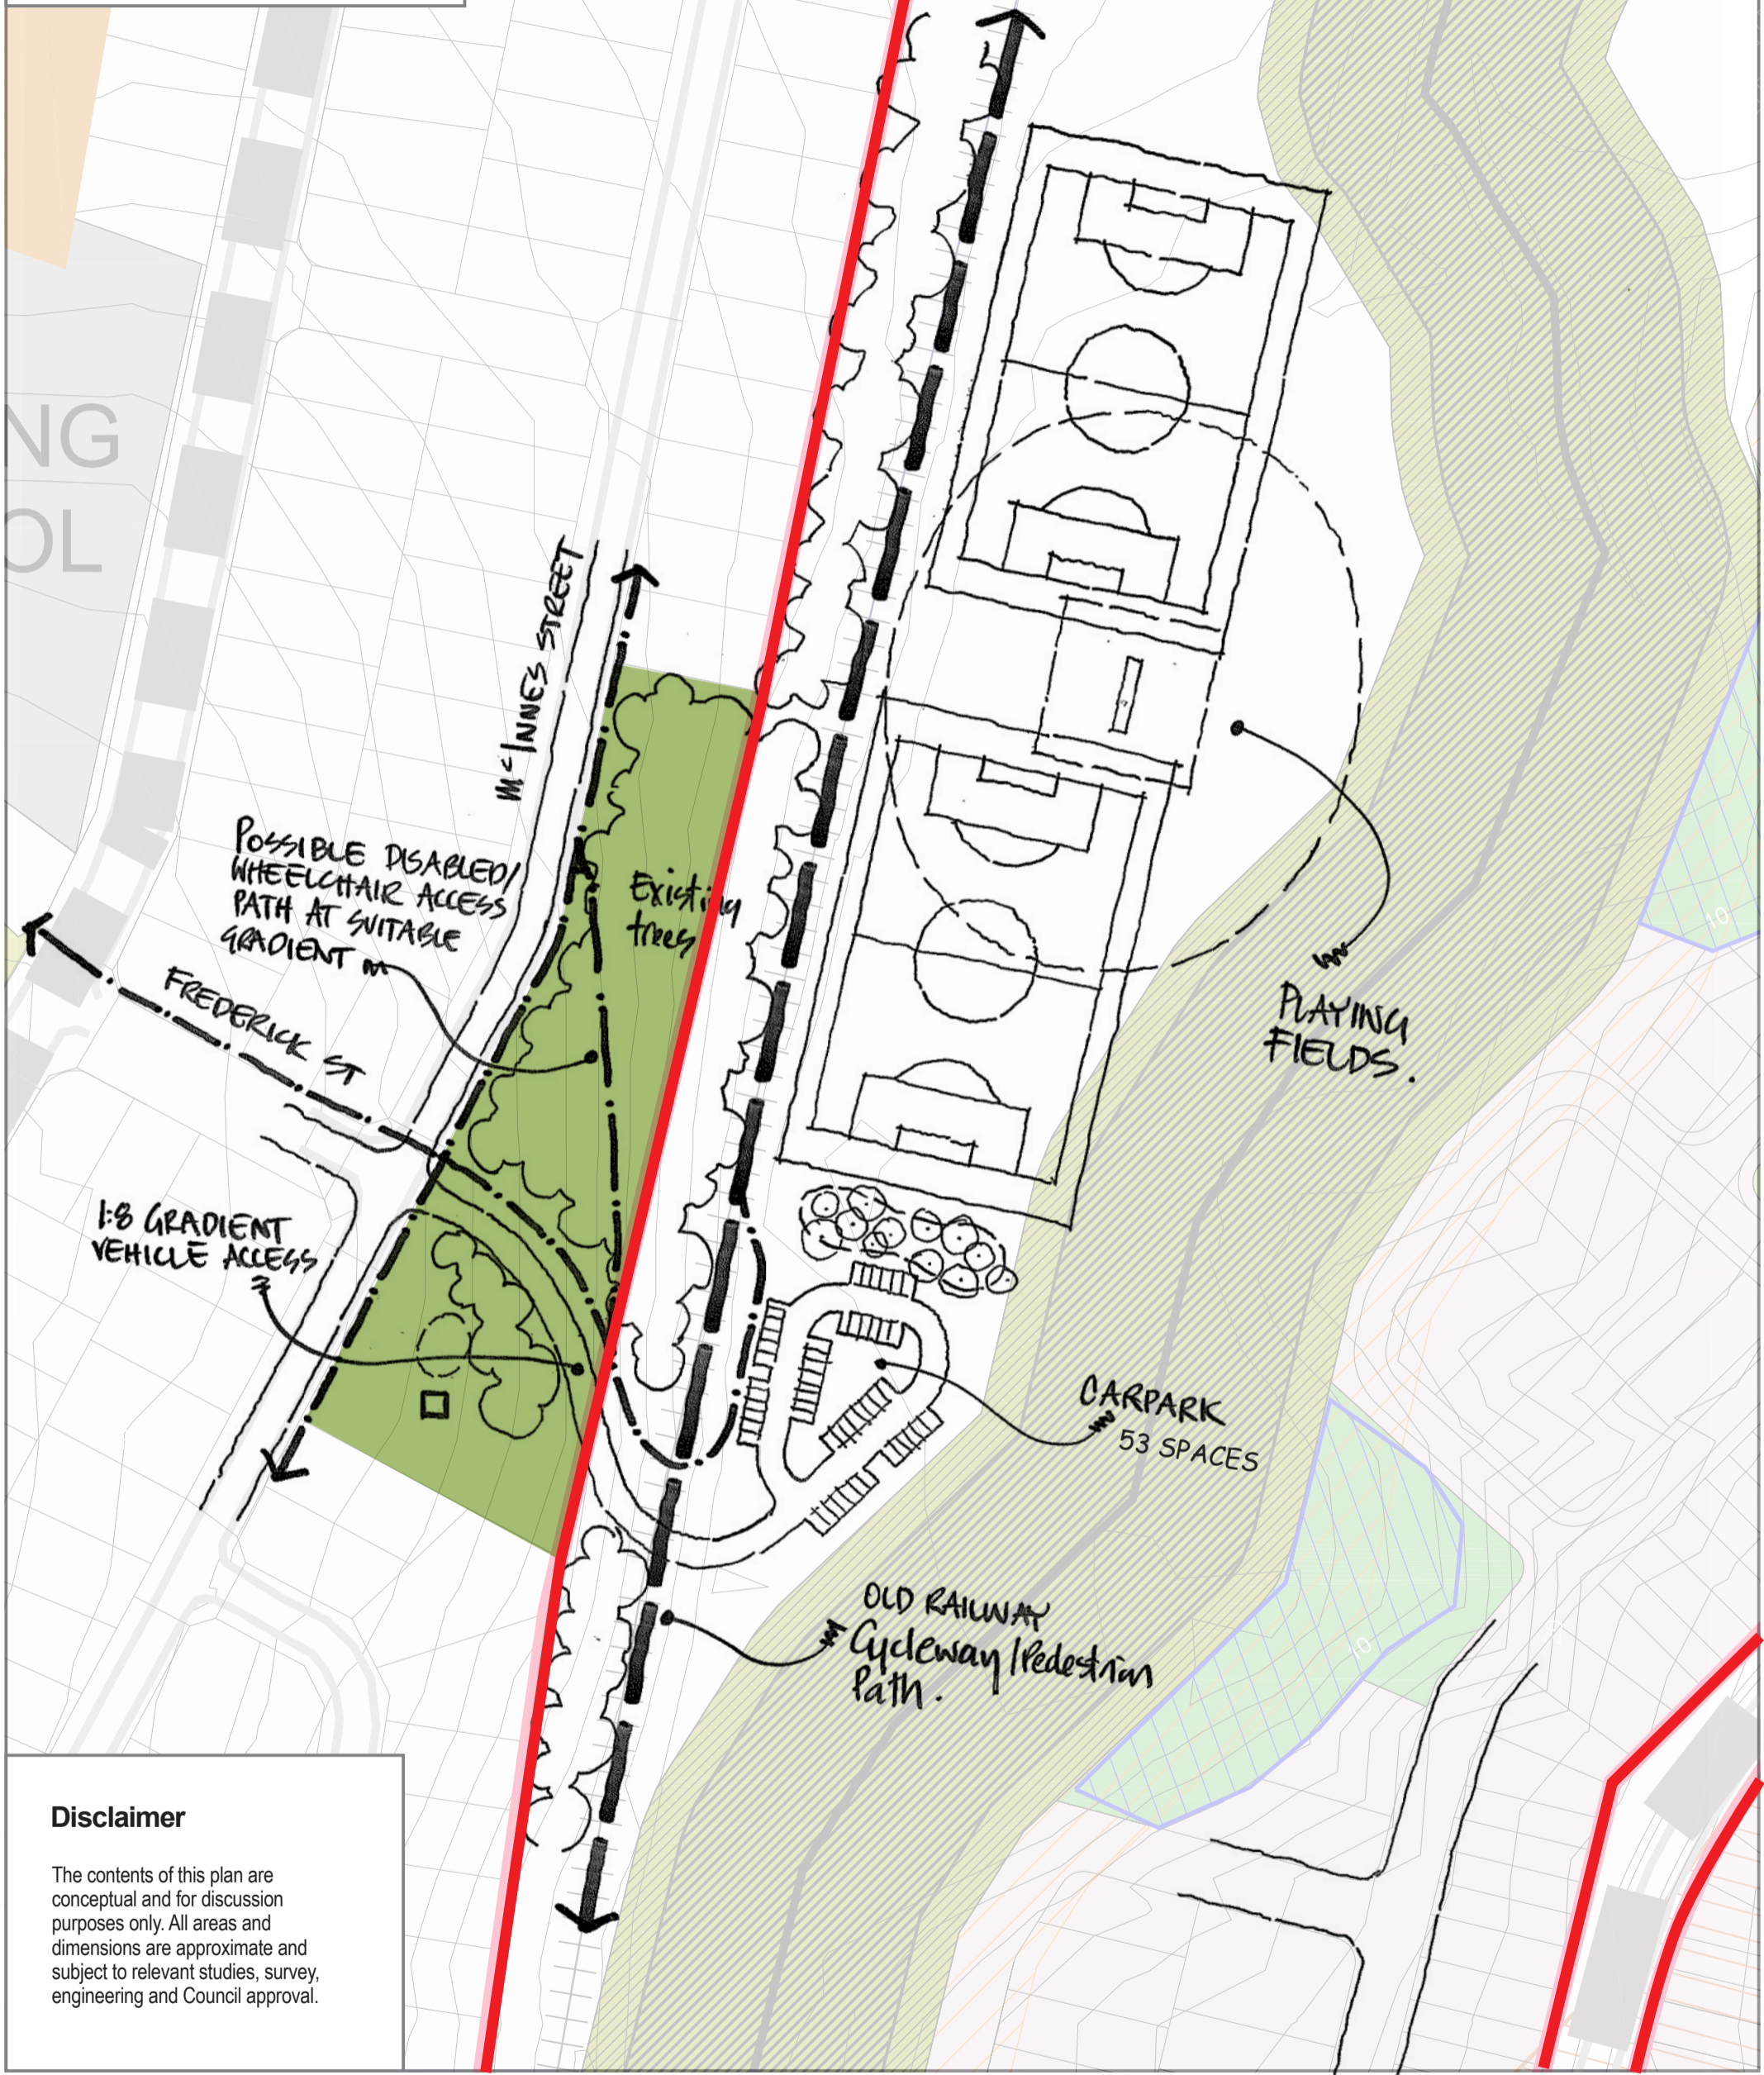 NG
OL
McINNES STREET
POSSIBLE DISABLED/
WHEELCHAIR ACCESS
PATH AT SUITABLE
GRADIENT
Existing
trees
FREDERICK ST
PLAYING
FIELDS.
1:8 GRADIENT
VEHICLE ACCESS
CARPARK
53 SPACES
OLD RAILWAY
Cycleway/Pedestrian
Path.
10
10
Disclaimer
The contents of this plan are
conceptual and for discussion
purposes only. All areas and
dimensions are approximate and
subject to relevant studies, survey,
engineering and Council approval.